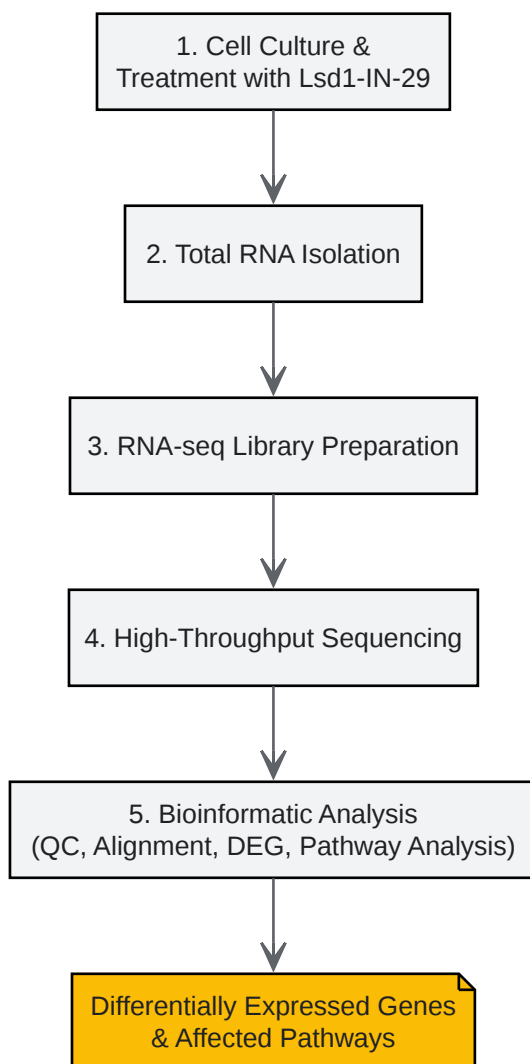 1. Cell Culture &
Treatment with Lsd1-IN-29
2. Total RNA Isolation
3. RNA-seq Library Preparation
4. High-Throughput Sequencing
5. Bioinformatic Analysis
(QC, Alignment, DEG, Pathway Analysis)
Differentially Expressed Genes
& Affected Pathways